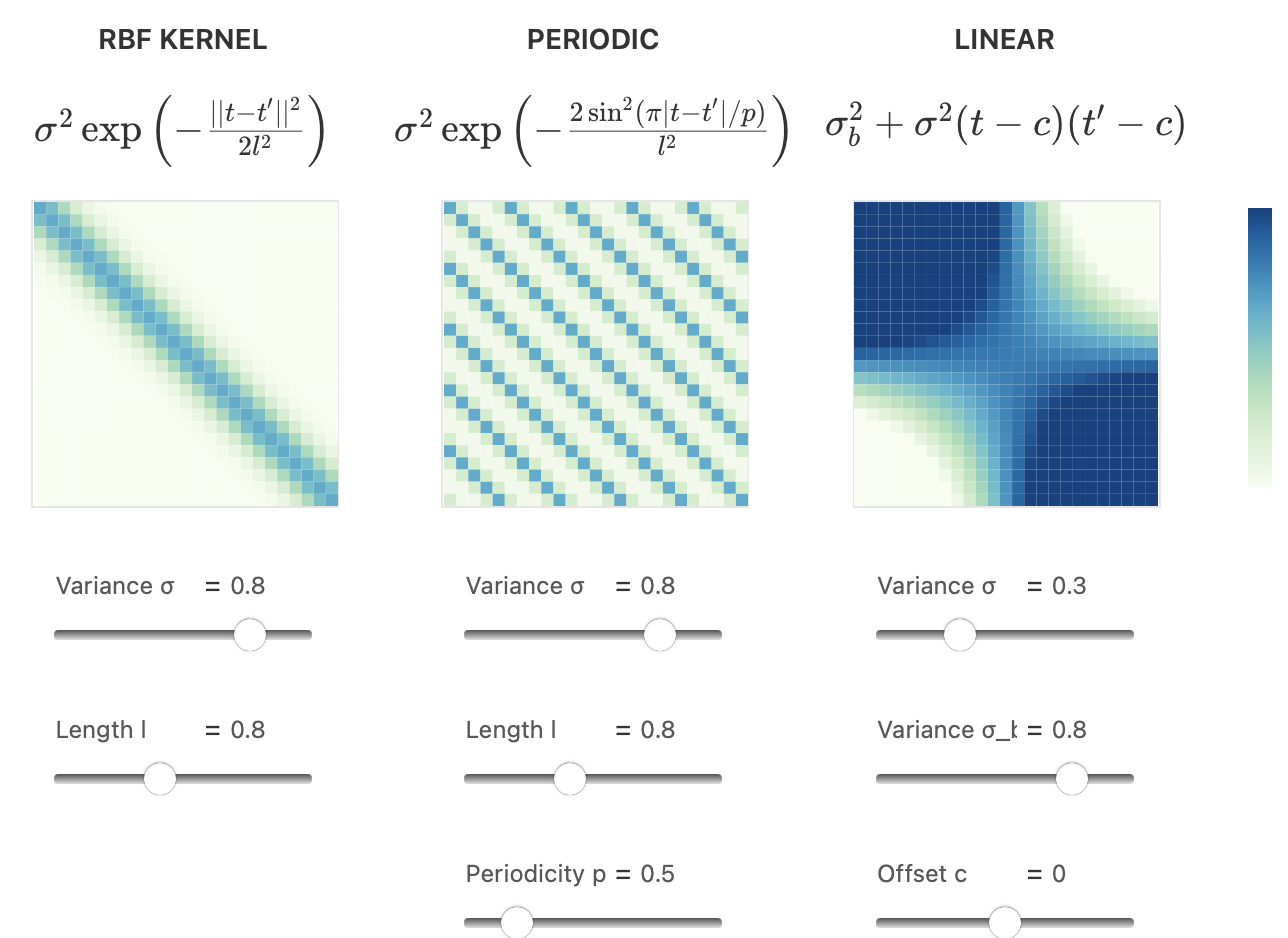 RBF KERNEL
PERIODIC
LINEAR
σ² exp(−||t−t′||²/2l²)
σ² exp(−2 sin²(π|t−t′|/p)/l²)
σ_b² + σ²(t − c)(t′ − c)
Variance σ = 0.8
Variance σ = 0.8
Variance σ = 0.3
Length l = 0.8
Length l = 0.8
Variance σ_b = 0.8
Periodicity p = 0.5
Offset c = 0